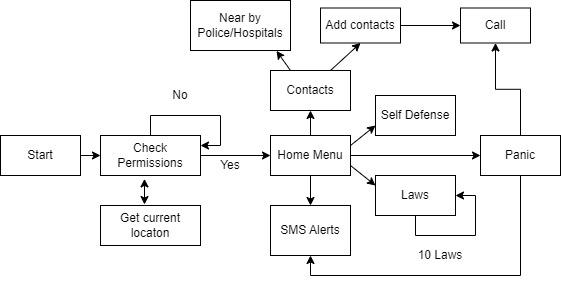 Near by
Police/Hospitals
Add contacts
Call
Contacts
No
Self Defense
Start
Check
Permissions
Yes
Home Menu
Panic
Laws
Get current
locaton
SMS Alerts
10 Laws